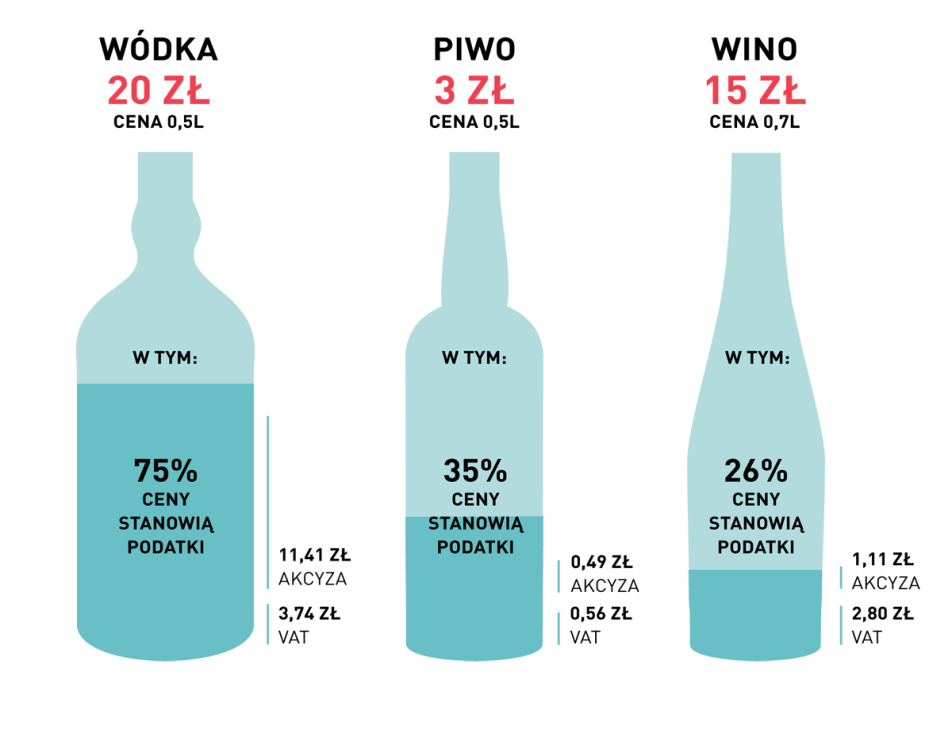 WÓDKA
20 ZŁ
CENA 0,5L
W TYM:
75%
CENY
STANOWIĄ
PODATKI
11,41 ZŁ
AKCYZA
3,74 ZŁ
VAT
PIWO
3 ZŁ
CENA 0,5L
W TYM:
35%
CENY
STANOWIĄ
PODATKI
0,49 ZŁ
AKCYZA
0,56 ZŁ
VAT
WINO
15 ZŁ
CENA 0,7L
W TYM:
26%
CENY
STANOWIĄ
PODATKI
1,11 ZŁ
AKCYZA
2,80 ZŁ
VAT